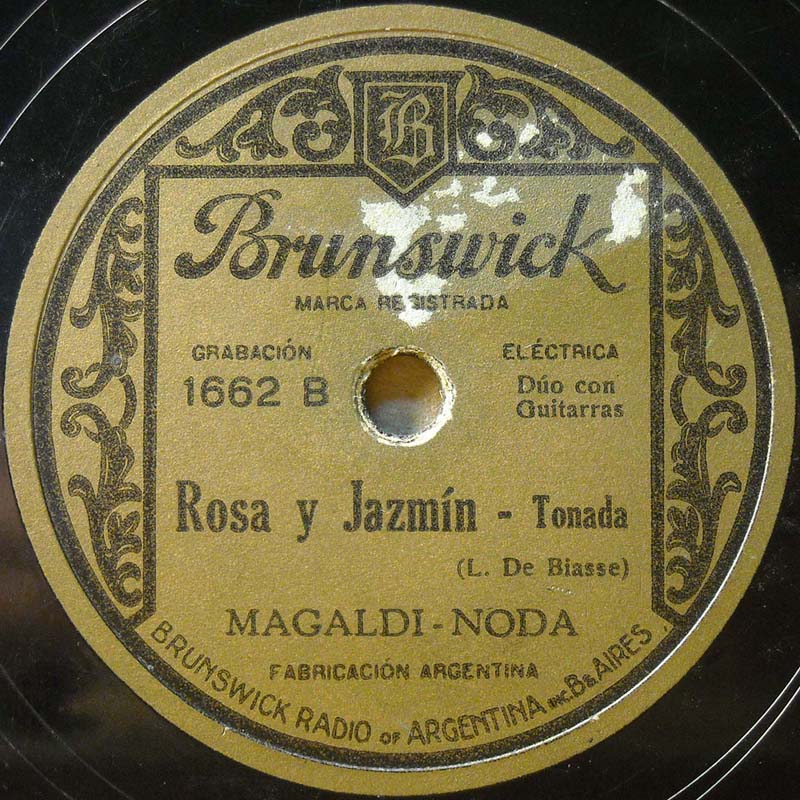 B
Brunswick
MARCA REGISTRADA
GRABACIÓN ELÉCTRICA
1662 B Dúo con
Guitarras
Rosa y Jazmín - Tonada
(L. De Biasse)
MAGALDI-NODA
FABRICACIÓN ARGENTINA
BRUNSWICK RADIO OF ARGENTINA INC. Bs AIRES